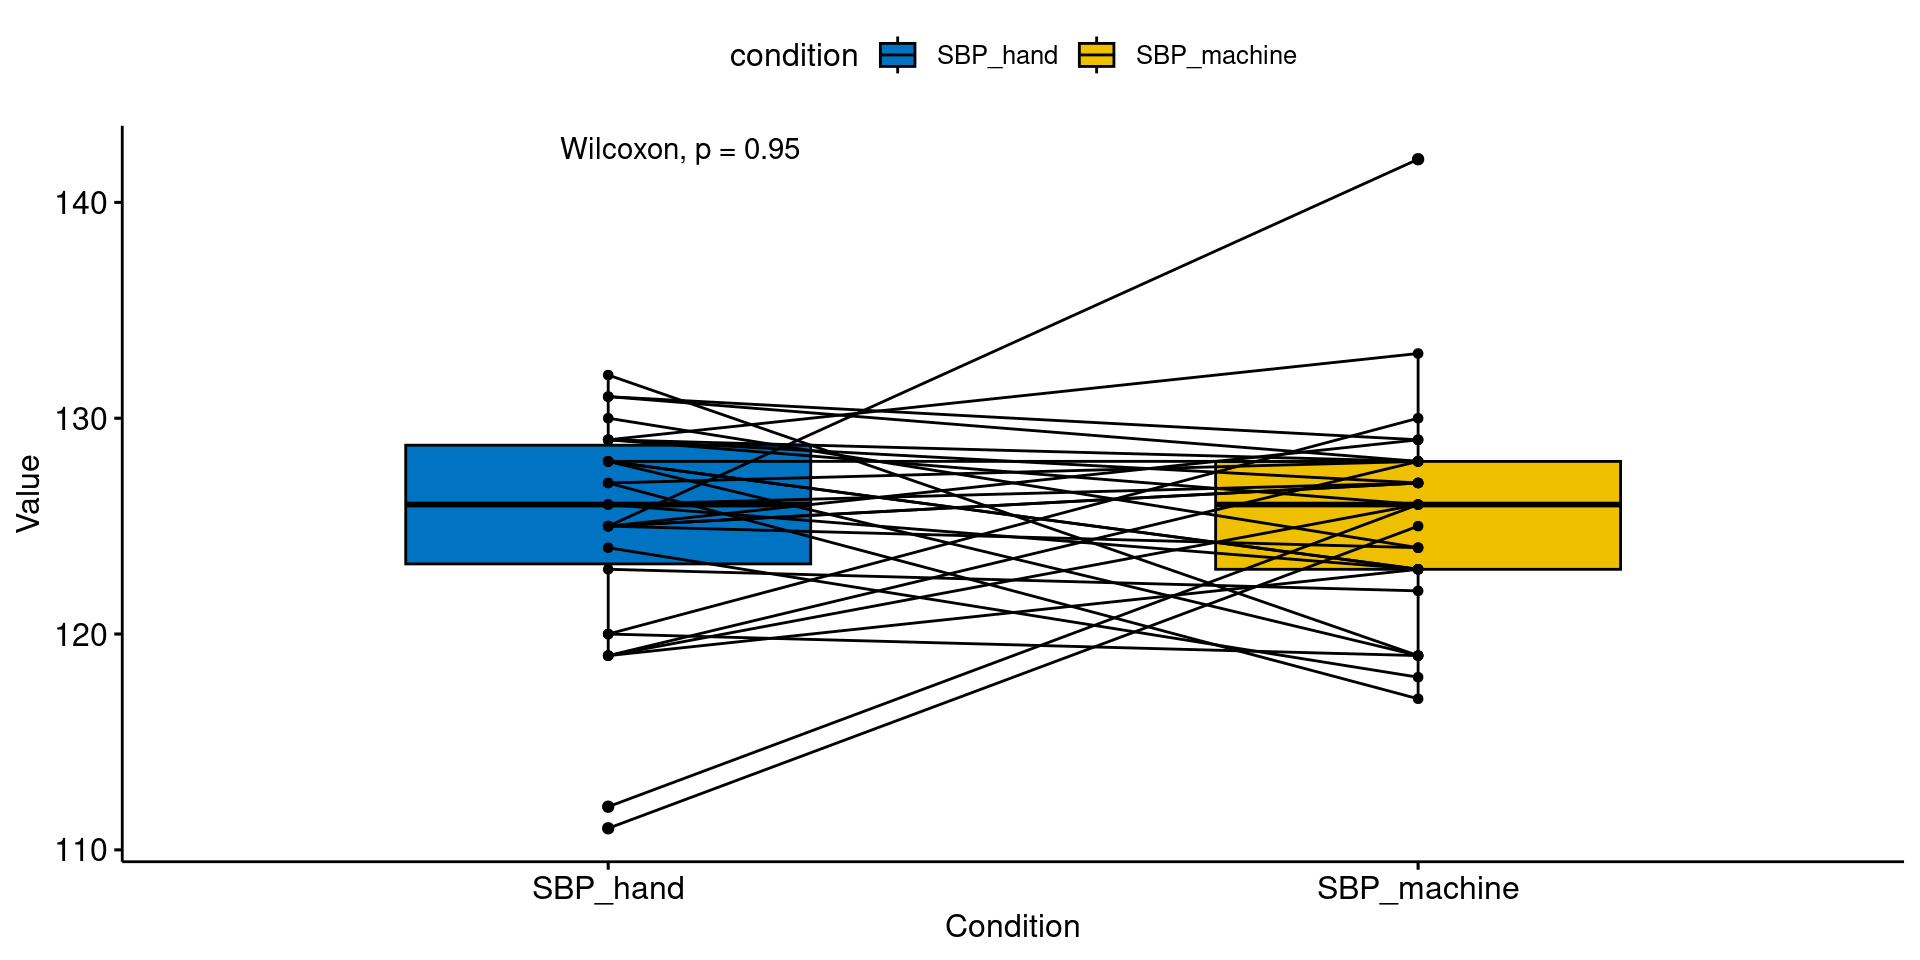 condition SBP_hand SBP_machine
Wilcoxon, p = 0.95
140
130
120
110
Value
SBP_hand SBP_machine
Condition